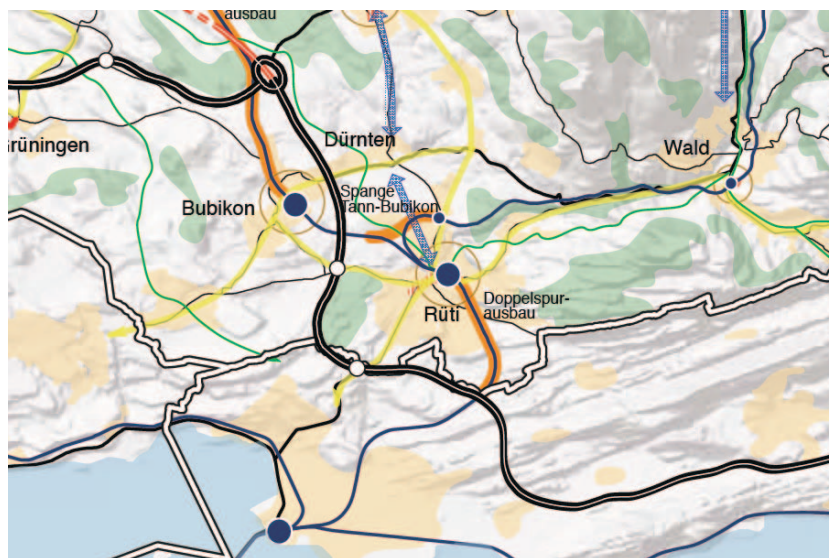 ausbau
Grüningen
Dürnten
Wald
Bubikon
Spange
Tann-Bubikon
Rüti
Doppelspur-
ausbau